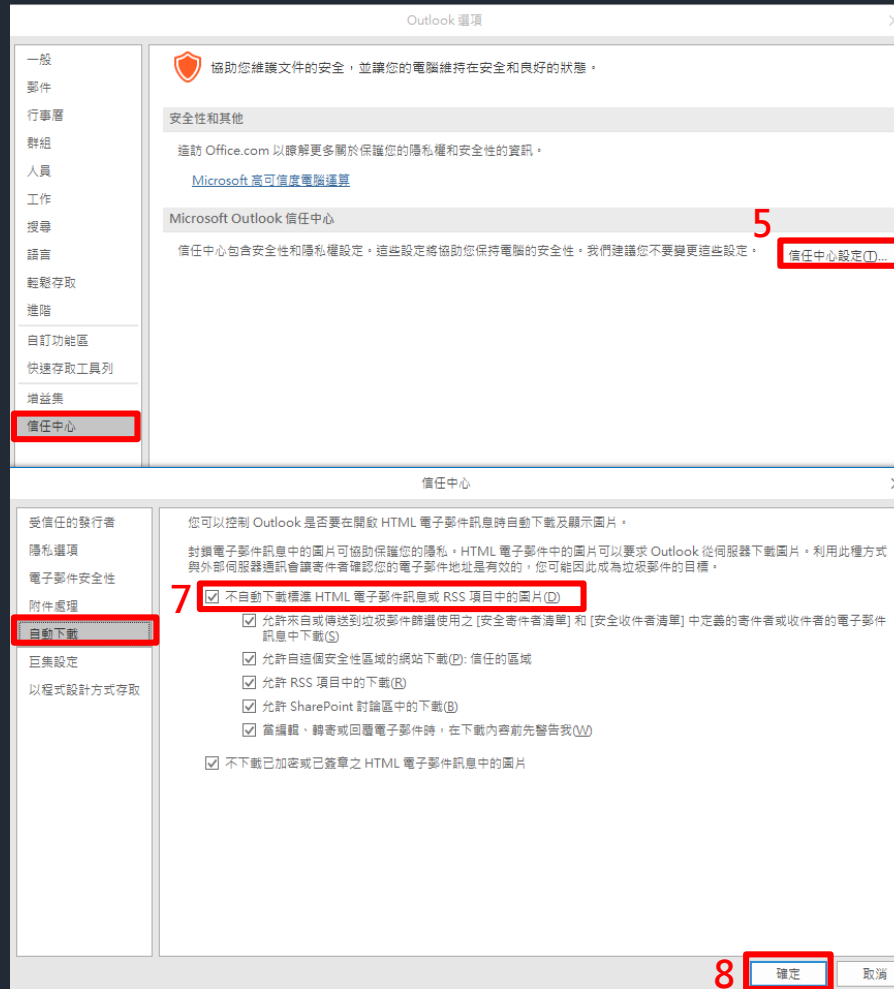 Outlook 選項
一般
郵件
行事曆
群組
人員
工作
搜尋
語言
輕鬆存取
進階
自訂功能區
快速存取工具列
增益集
信任中心
協助您維護文件的安全，並讓您的電腦維持在安全和良好的狀態。
安全性和其他
造訪 Office.com 以瞭解更多關於保護您的隱私權和安全性的資訊。
Microsoft 高可信度電腦運算
Microsoft Outlook 信任中心
5
信任中心包含安全性和隱私權設定。這些設定將協助您保持電腦的安全性。我們建議您不要變更這些設定。
信任中心設定(T)...
信任中心
受信任的發行者
隱私選項
電子郵件安全性
附件處理
自動下載
巨集設定
以程式設計方式存取
您可以控制 Outlook 是否要在開啟 HTML 電子郵件訊息時自動下載及顯示圖片。
封鎖電子郵件訊息中的圖片可協助保護您的隱私。HTML 電子郵件中的圖片可以要求 Outlook 從伺服器下載圖片。利用此種方式
與外部伺服器通訊會讓寄件者確認您的電子郵件地址是有效的，您可能因此成為垃圾郵件的目標。
7
不自動下載標準 HTML 電子郵件訊息或 RSS 項目中的圖片(D)
允許來自或傳送到垃圾郵件篩選使用之 [安全寄件者清單] 和 [安全收件者清單] 中定義的寄件者或收件者的電子郵件
訊息中下載(S)
允許自這個安全性區域的網站下載(P): 信任的區域
允許 RSS 項目中的下載(R)
允許 SharePoint 討論區中的下載(B)
當編輯、轉寄或回覆電子郵件時，在下載內容前先警告我(W)
不下載已加密或已簽章之 HTML 電子郵件訊息中的圖片
8
確定
取消